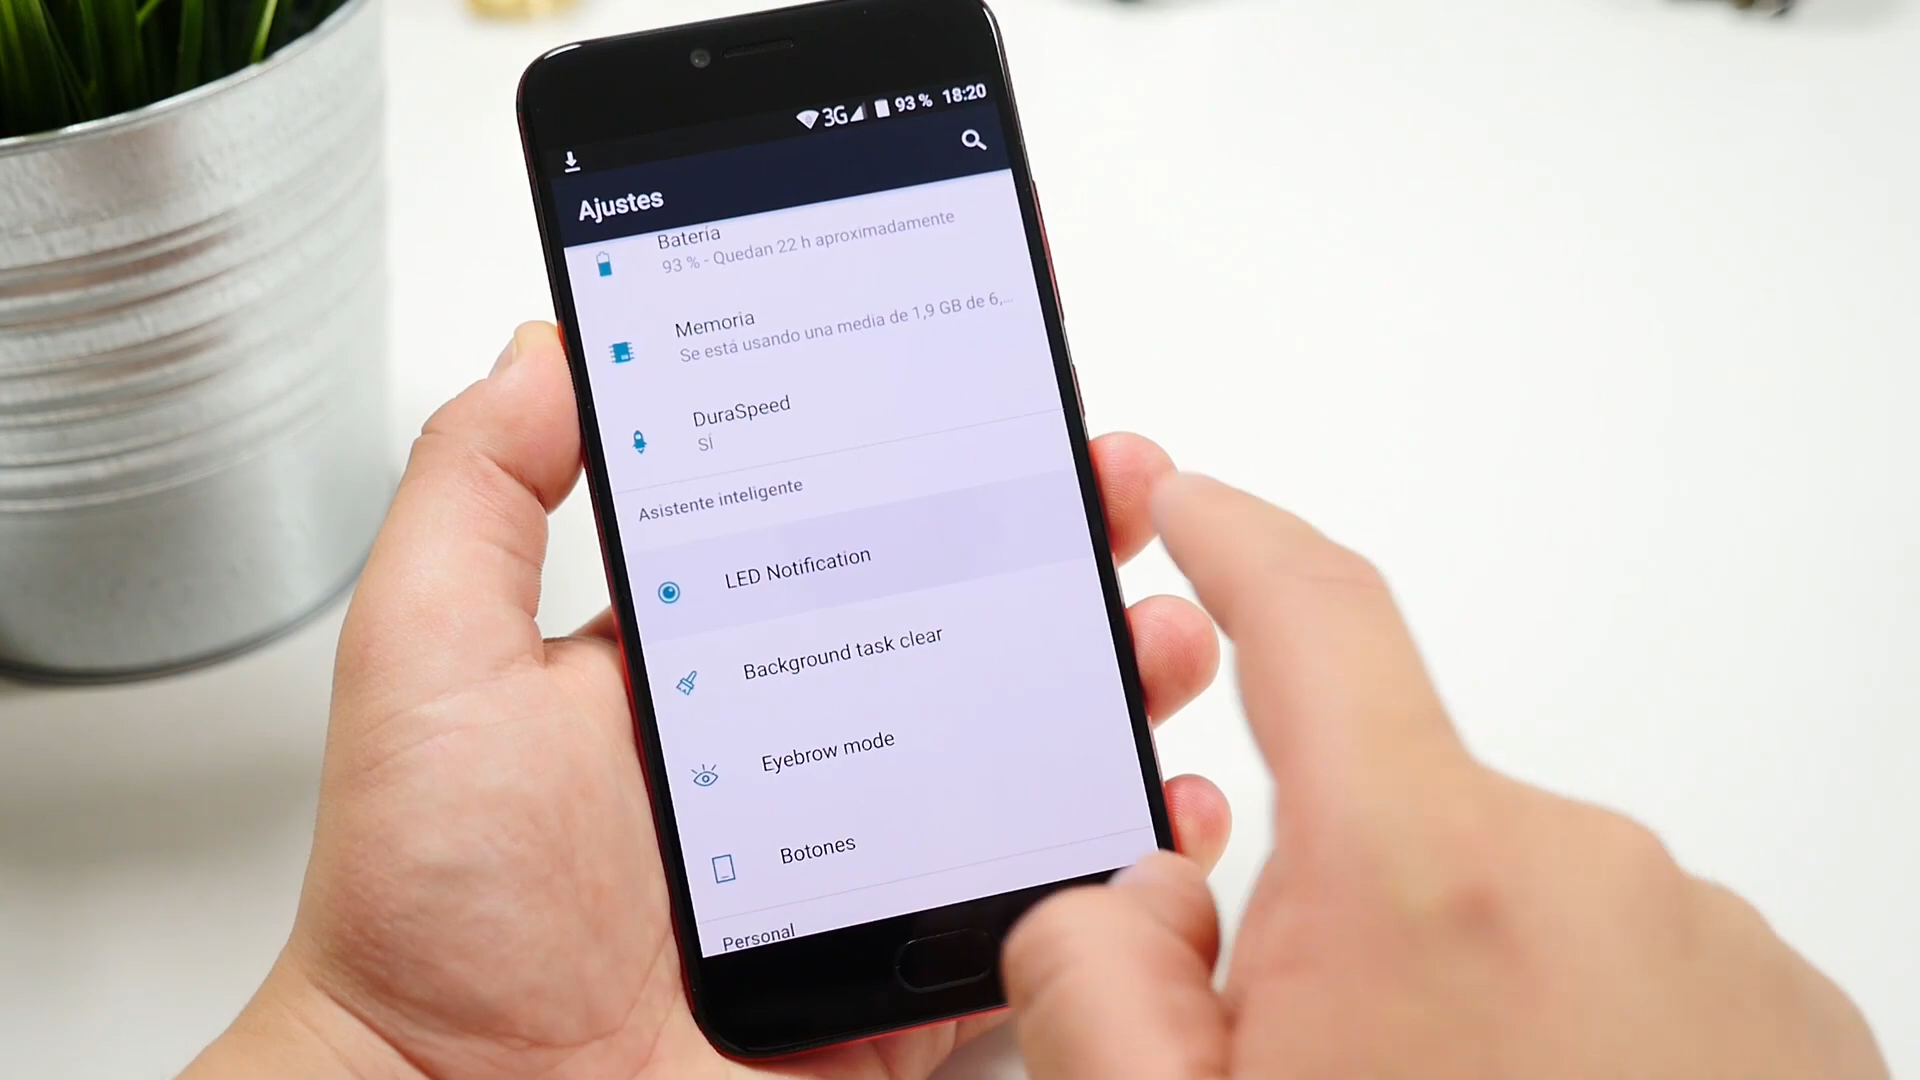 3G 93 % 18:20
Ajustes
Batería
93 % - Quedan 22 h aproximadamente
Memoria
Se está usando una media de 1,9 GB de 6,...
DuraSpeed
SÍ
Asistente inteligente
LED Notification
Background task clear
Eyebrow mode
Botones
Personal